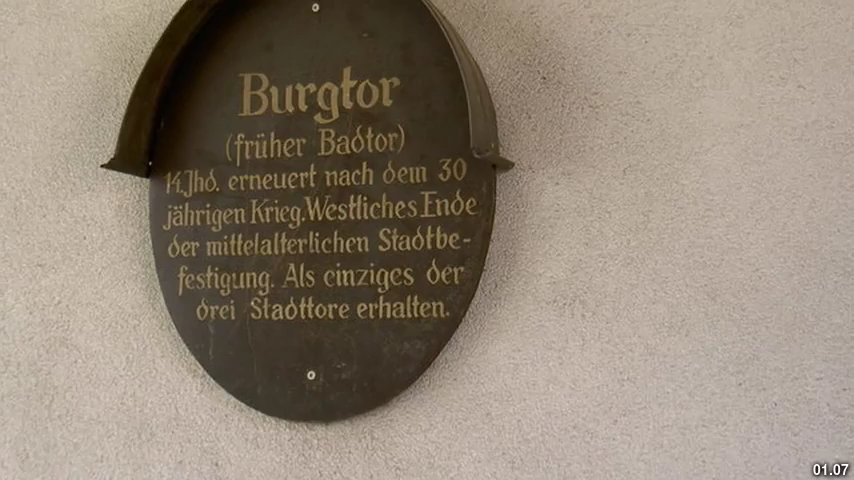 Burgtor
(früher Badtor)
14.Jhd. erneuert nach dem 30
jährigen Krieg. Westliches Ende
der mittelalterlichen Stadtbe-
festigung. Als einziges der
drei Stadttore erhalten.
01.07